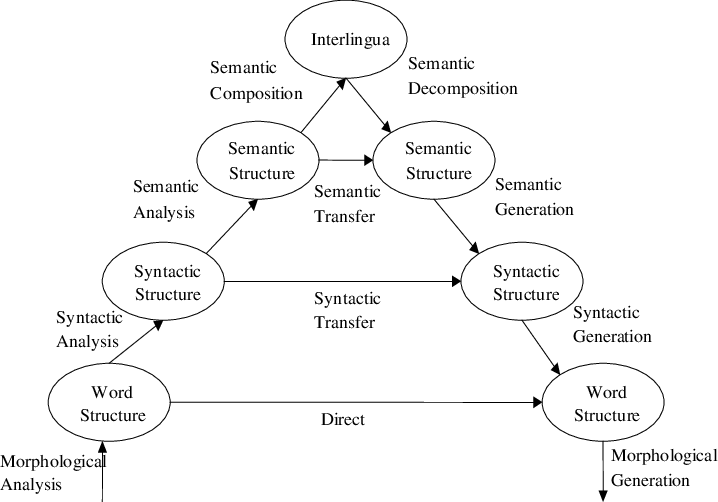 Interlingua
Semantic
Composition
Semantic
Decomposition
Semantic
Structure
Semantic
Structure
Semantic
Transfer
Semantic
Analysis
Semantic
Generation
Syntactic
Structure
Syntactic
Structure
Syntactic
Transfer
Syntactic
Analysis
Syntactic
Generation
Word
Structure
Word
Structure
Direct
Morphological
Analysis
Morphological
Generation